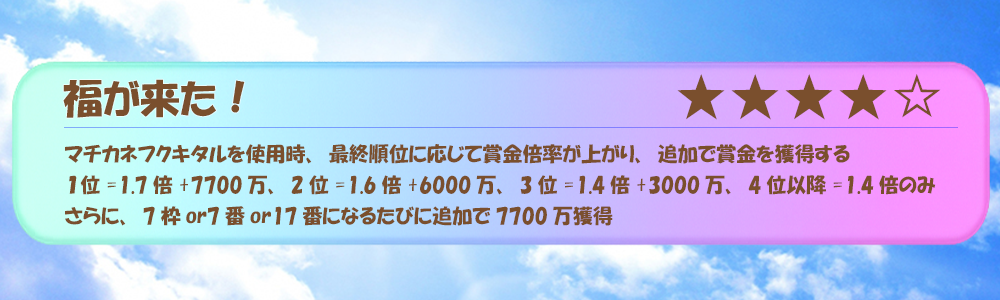 福が来た！ ★★★★☆
マチカネフクキタルを使用時、最終順位に応じて賞金倍率が上がり、追加で賞金を獲得する
1位=1.7倍+7700万、2位=1.6倍+6000万、3位=1.4倍+3000万、4位以降=1.4倍のみ
さらに、7枠or7番or17番になるたびに追加で7700万獲得